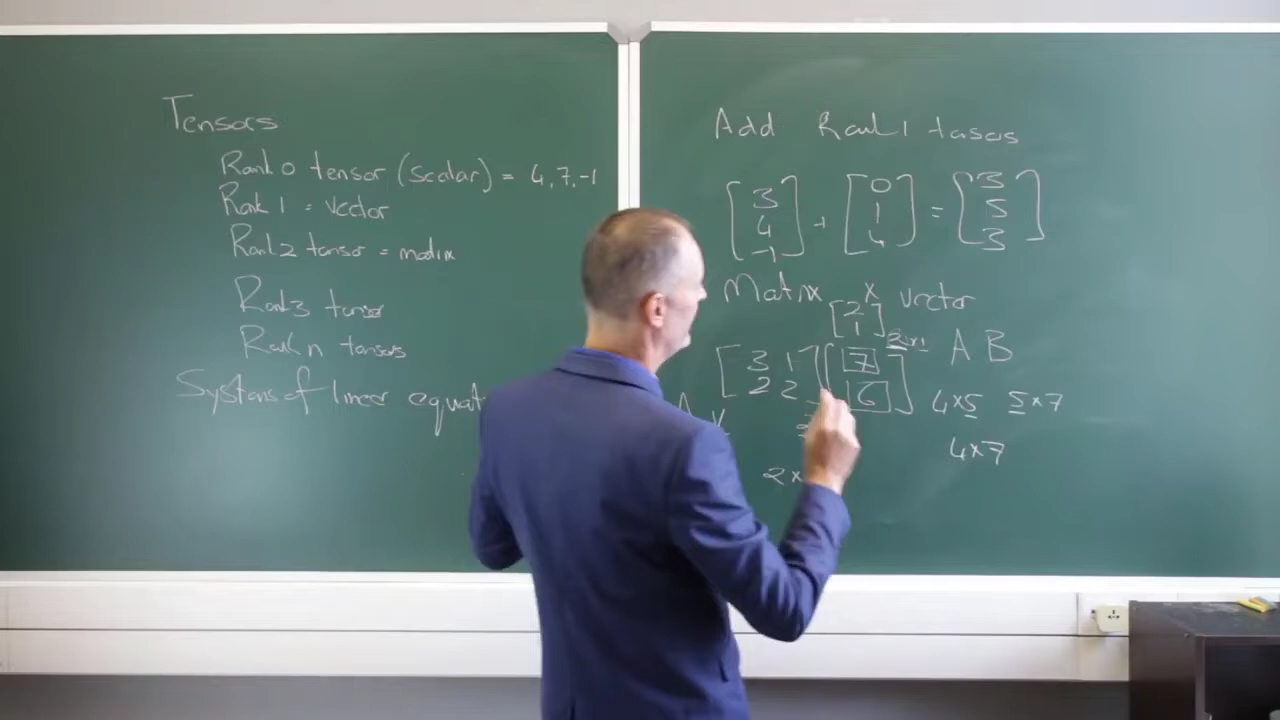 Tensors
Rank 0 tensor (scalar) = 4, 7, -1
Rank 1 = vector
Rank 2 tensor = matrix
Rank 3 tensor
Rank n tensors
Systems of linear equat
Add Rank 1 tensors
[3 4 -1] + [0 1 4] = [3 5 3]
Matrix x vector
[2 1]
2x1 A B
[3 1 2 2] [7 6]
4x5 5x7
A v =
4x7
2x